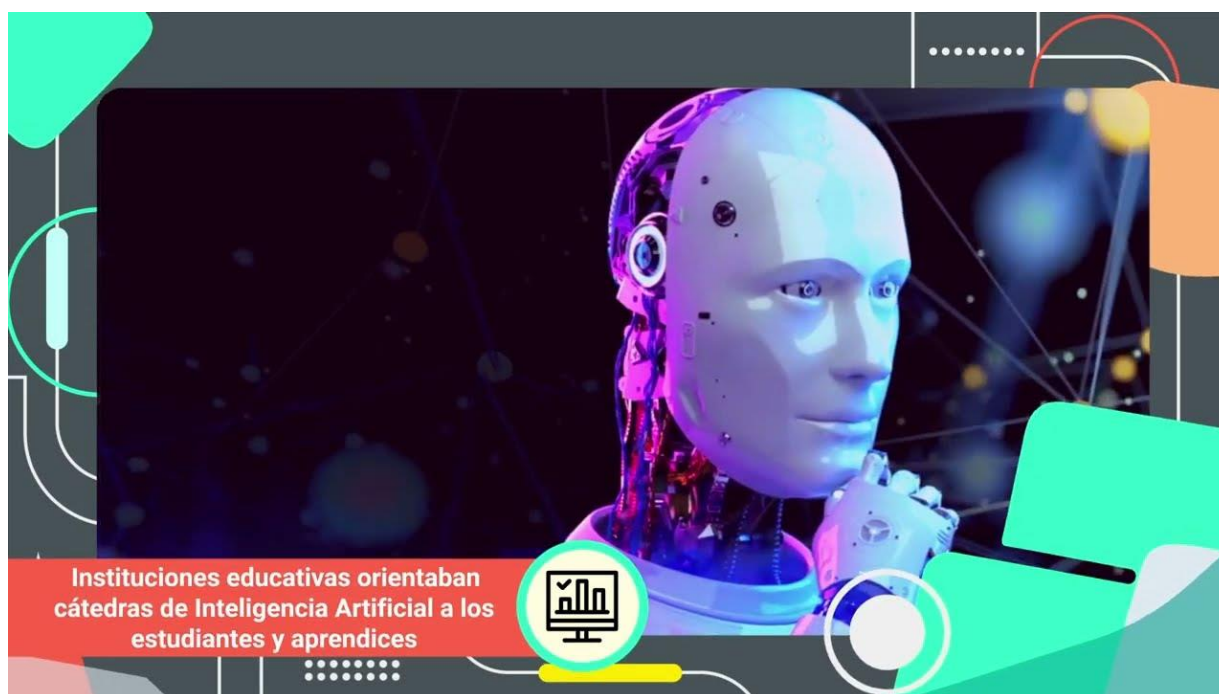 Instituciones educativas orientaban
cátedras de Inteligencia Artificial a los
estudiantes y aprendices